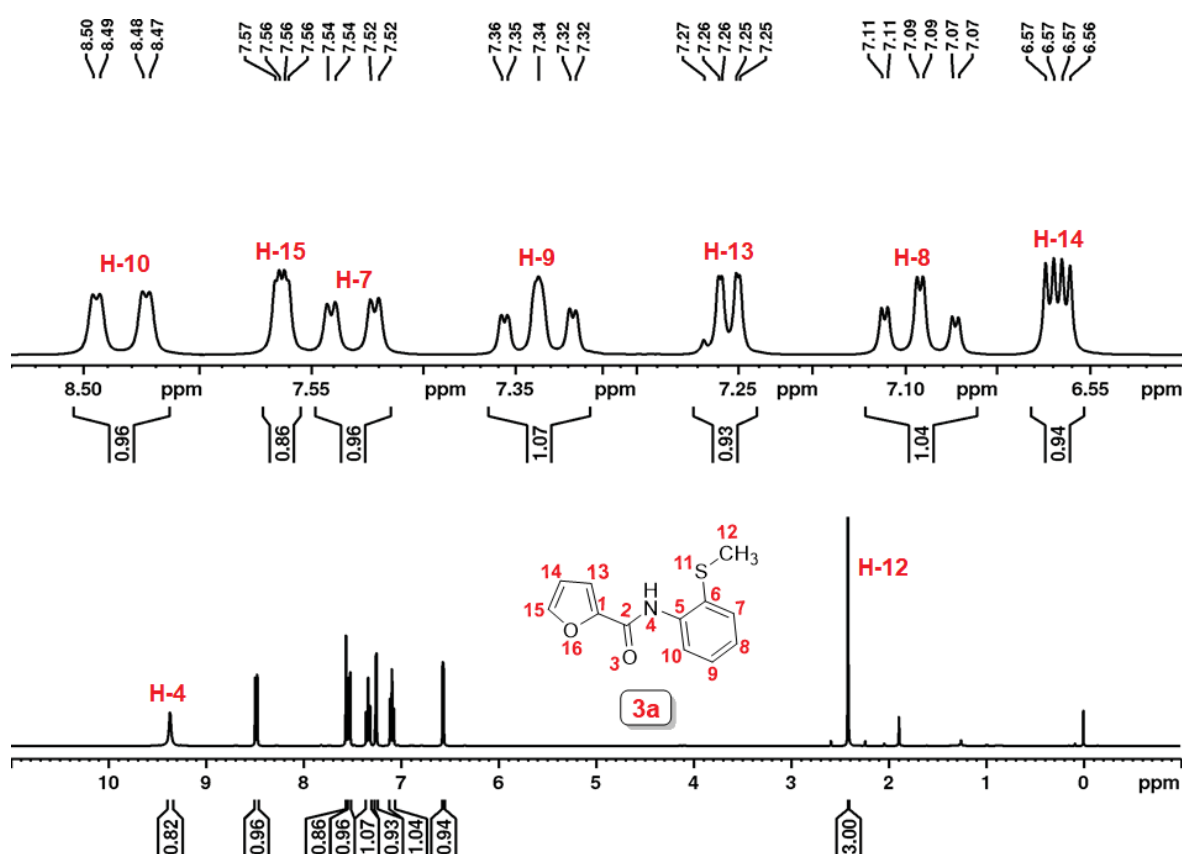 8.50 8.49 8.48 8.47 7.57 7.56 7.56 7.56 7.54 7.54 7.52 7.52 7.36 7.35 7.34 7.32 7.32 7.27 7.26 7.26 7.25 7.25 7.11 7.11 7.09 7.09 7.07 7.07 6.57 6.57 6.57 6.56
H-10 H-15 H-7 H-9 H-13 H-8 H-14
8.50 ppm 7.55 ppm 7.35 ppm 7.25 ppm 7.10 ppm 6.55 ppm
0.96 0.86 0.96 1.07 0.93 1.04 0.94
12
11 S CH3
14 13 H 6 7
15 1 2 N 5
4 8
O O
16 3 10 9
3a
H-4
H-12
10 9 8 7 6 5 4 3 2 1 0 ppm
0.82 0.96 0.86 0.96 1.07 0.93 1.04 0.94 3.00